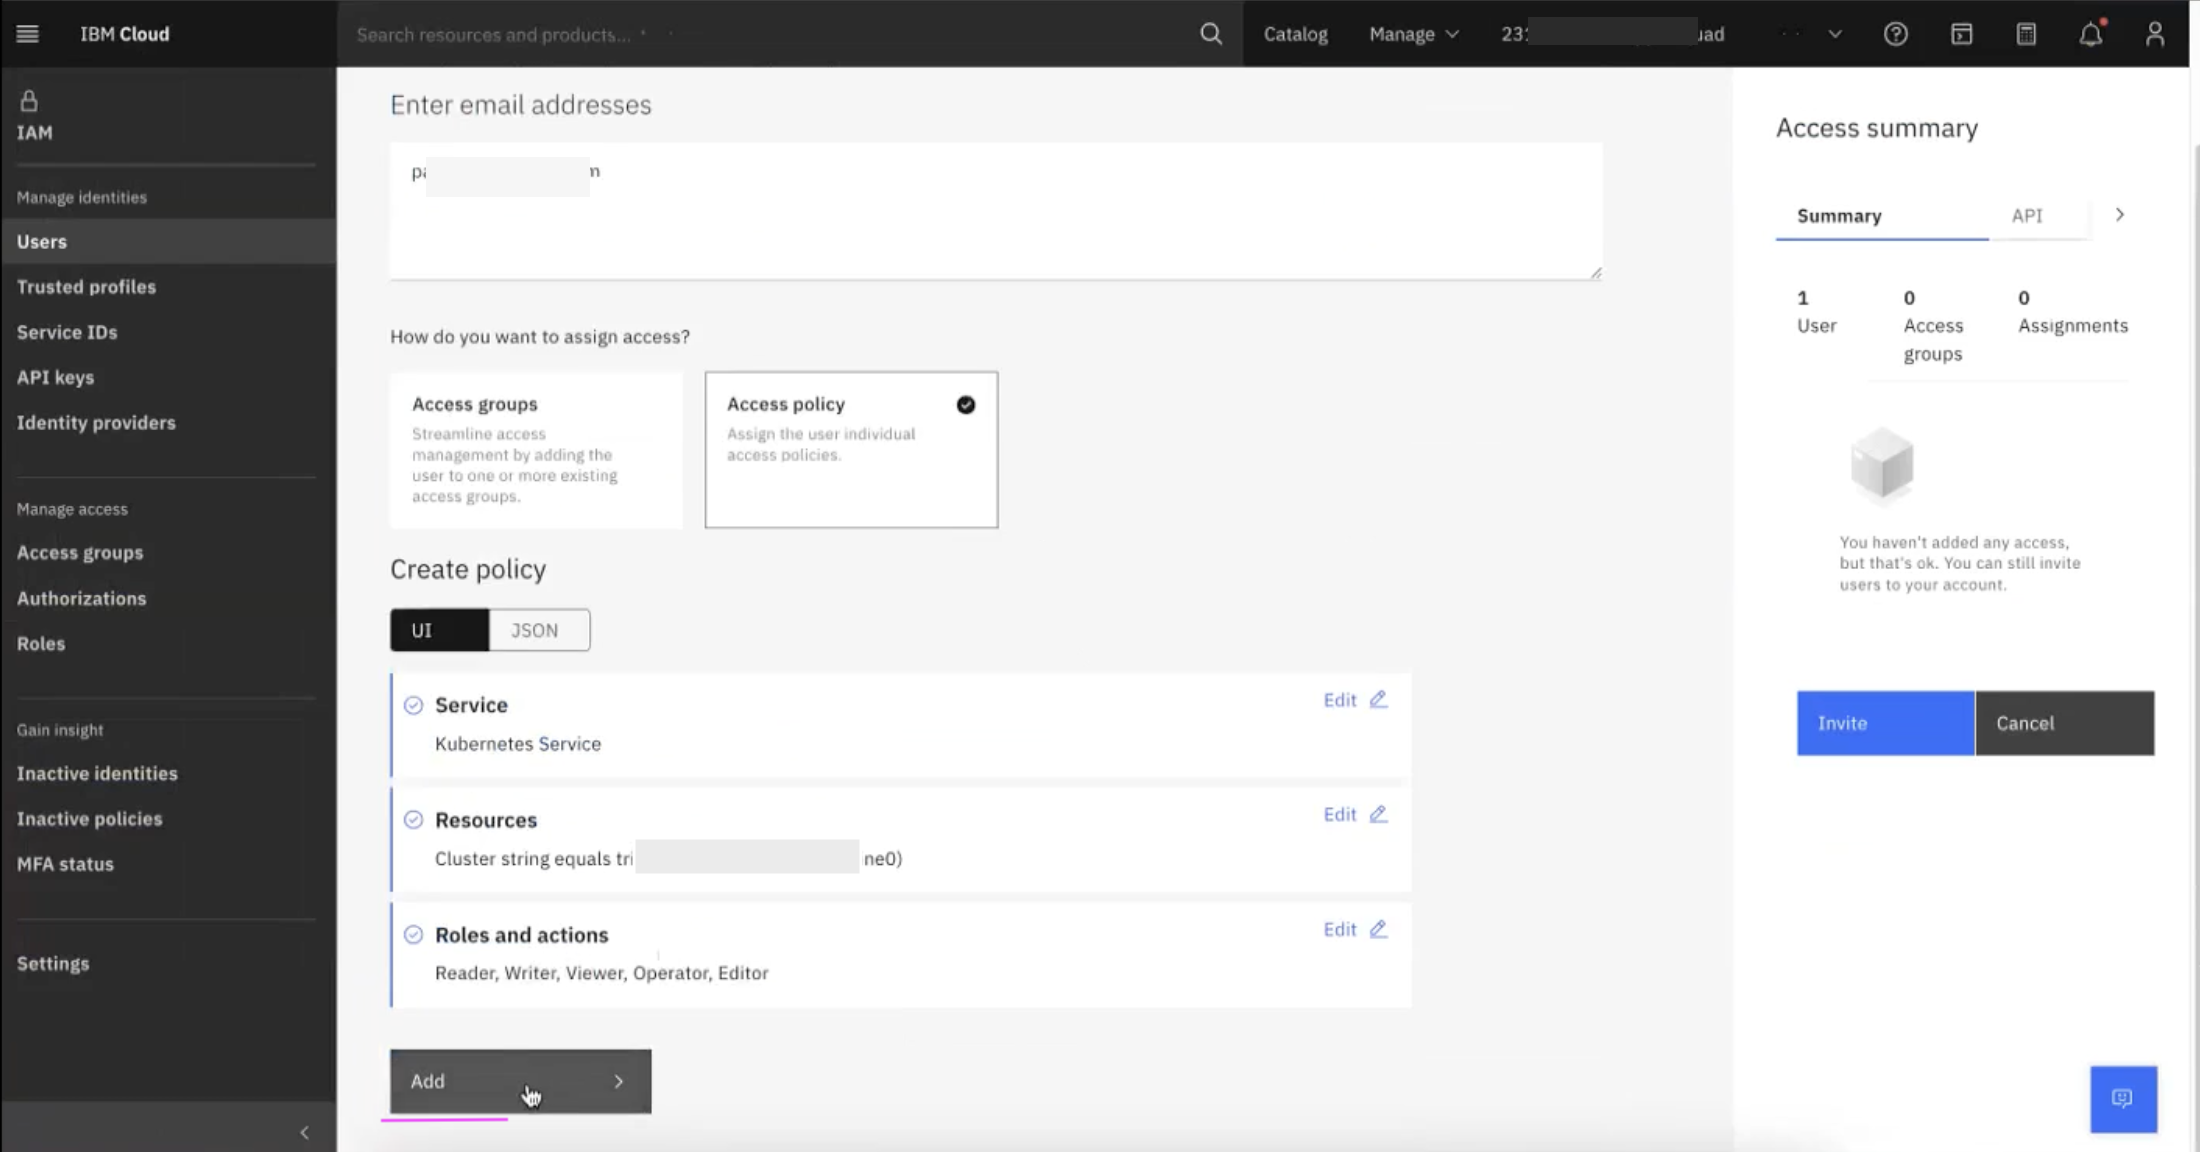 IBM Cloud
Search resources and products...
Catalog
Manage
IAM
Manage identities
Users
Trusted profiles
Service IDs
API keys
Identity providers
Manage access
Access groups
Authorizations
Roles
Gain insight
Inactive identities
Inactive policies
MFA status
Settings
Enter email addresses
How do you want to assign access?
Access groups
Streamline access
management by adding the
user to one or more existing
access groups.
Access policy
Assign the user individual
access policies.
Create policy
UI
JSON
Service
Edit
Kubernetes Service
Resources
Edit
Cluster string equals tri
ne0)
Roles and actions
Edit
Reader, Writer, Viewer, Operator, Editor
Add
Access summary
Summary
API
1
User
0
Access
groups
0
Assignments
You haven't added any access,
but that's ok. You can still invite
users to your account.
Invite
Cancel